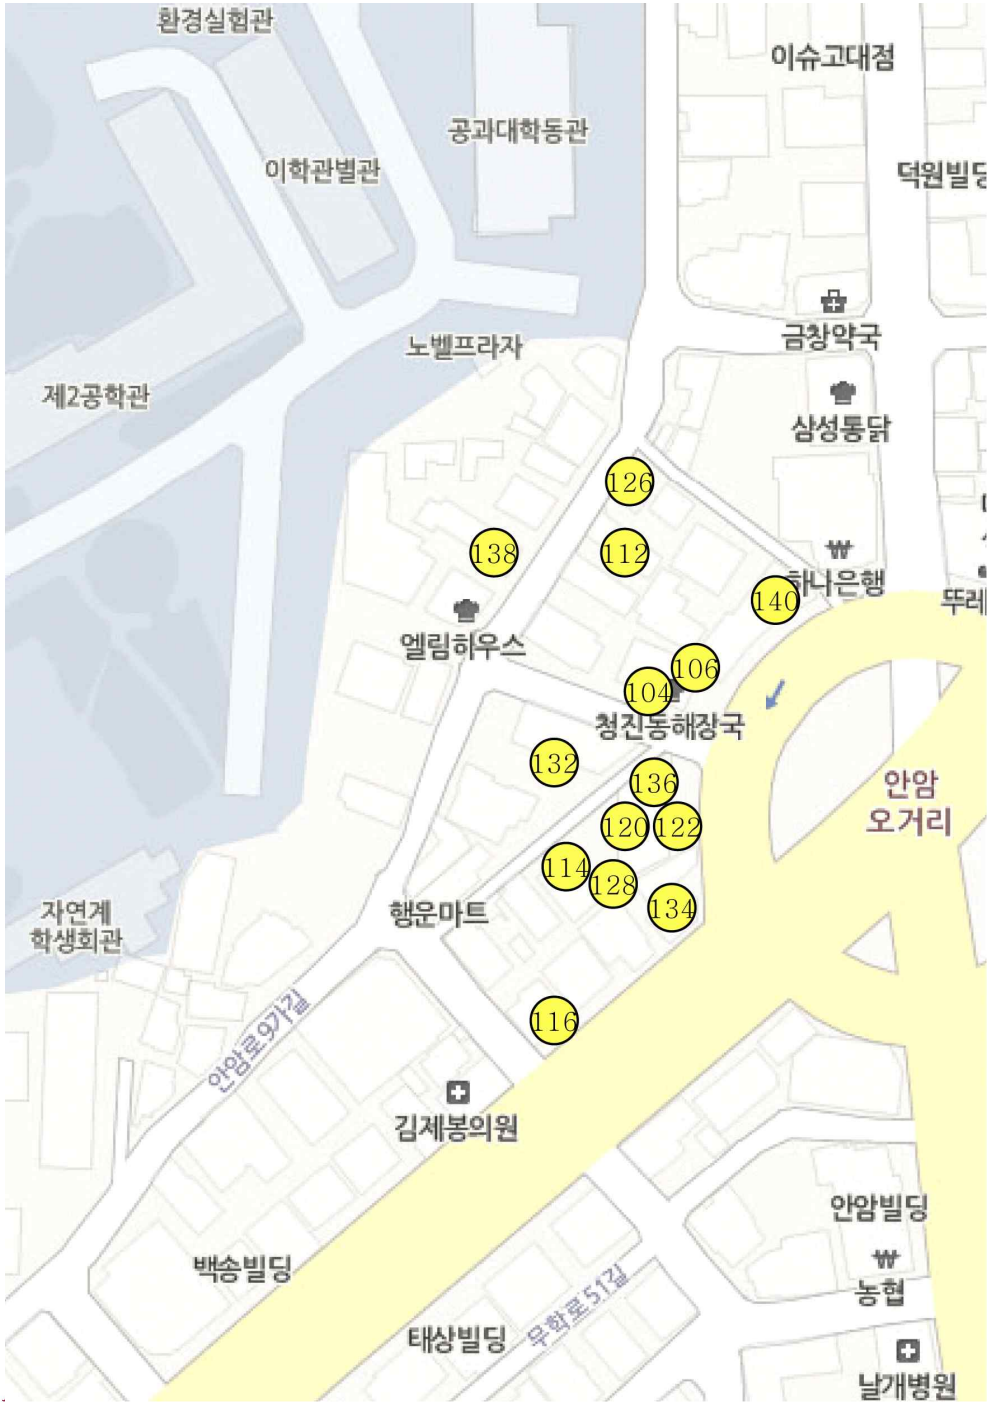 환경실험관
이슈고대점
공과대학동관
이학관별관
덕원빌딩
금창약국
노벨프라자
제2공학관
삼성통닭
126
138
112
하나은행
140
뚜레
엘림하우스
106
104
청진동해장국
132
136
안암
오거리
120
122
114
128
134
행운마트
자연계
학생회관
116
안암로9가길
김제봉의원
안암빌딩
백송빌딩
농협
무학로51길
태상빌딩
날개병원